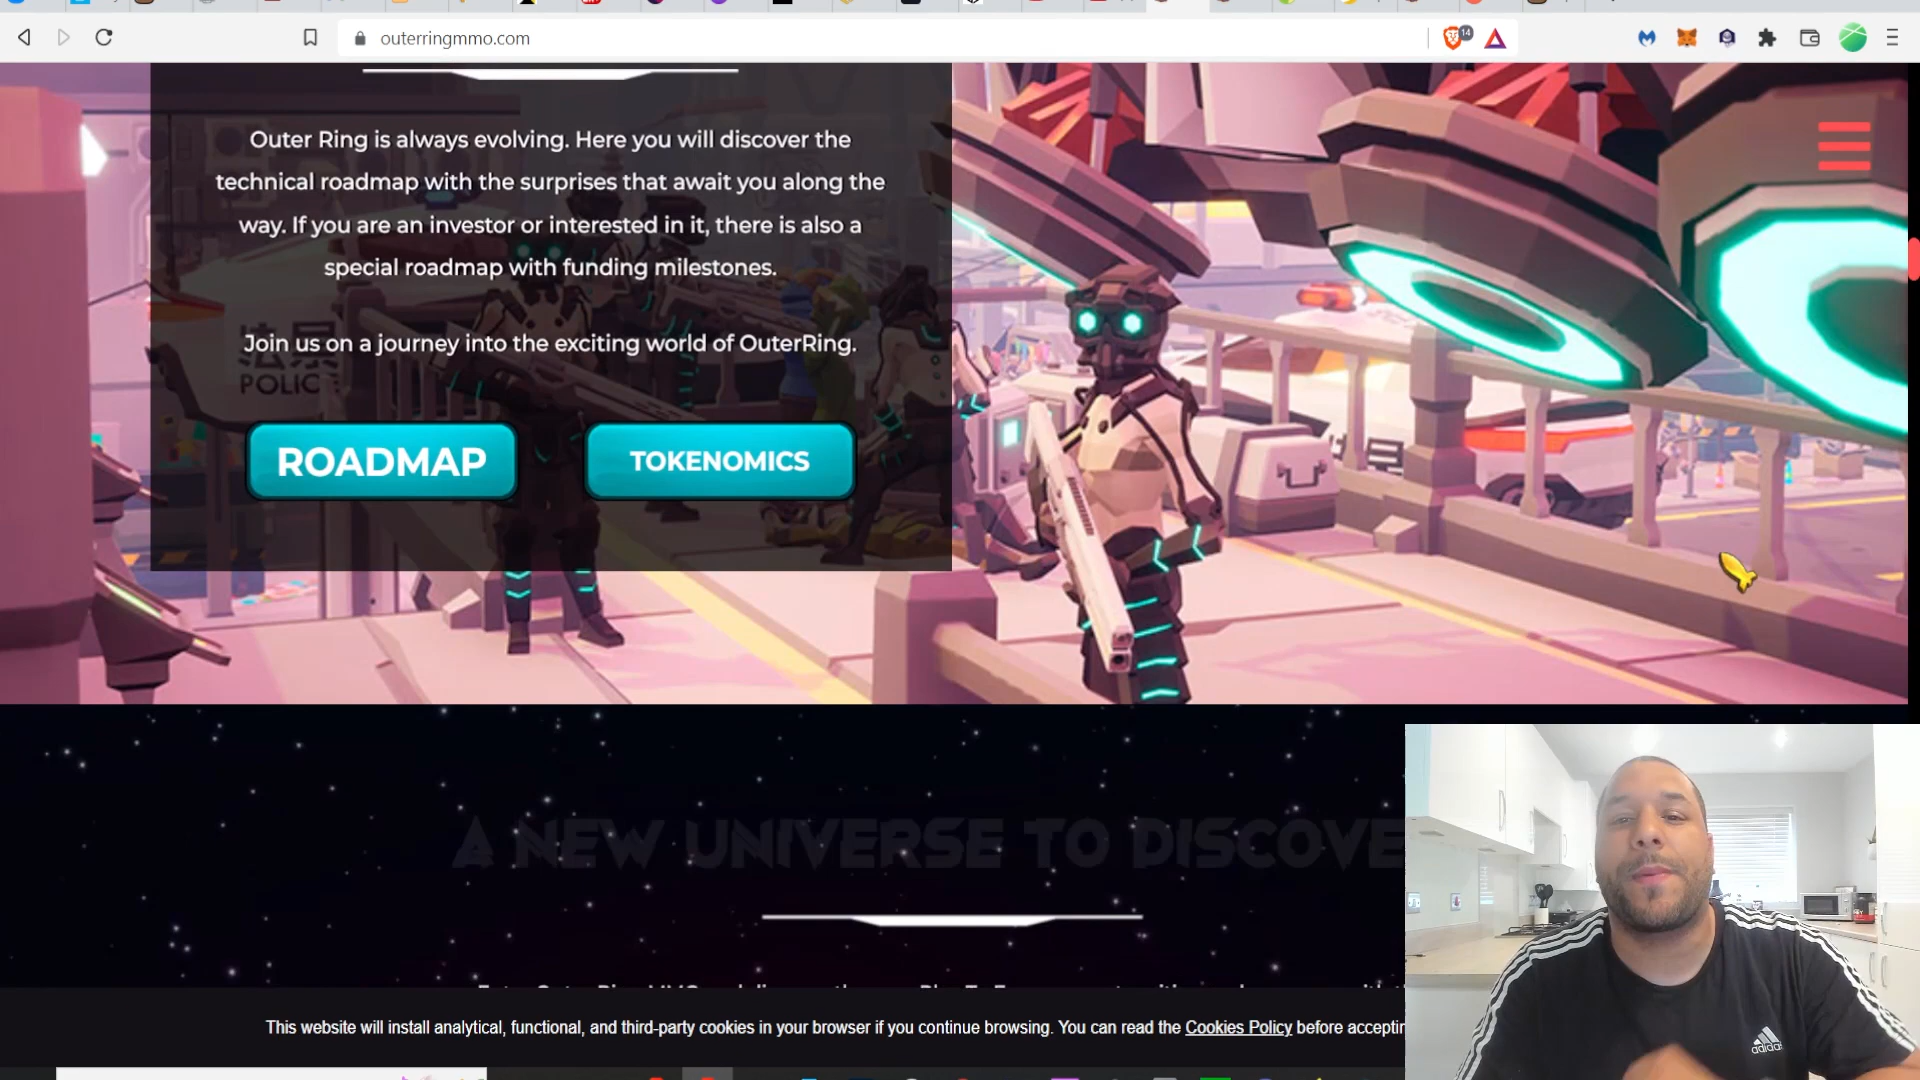 outerringmmo.com
14
Outer Ring is always evolving. Here you will discover the
technical roadmap with the surprises that await you along the
way. If you are an investor or interested in it, there is also a
special roadmap with funding milestones.
Join us on a journey into the exciting world of OuterRing.
POLIC
ROADMAP
TOKENOMICS
A NEW UNIVERSE TO DISCOVE
This website will install analytical, functional, and third-party cookies in your browser if you continue browsing. You can read the Cookies Policy before acceptin
adidas